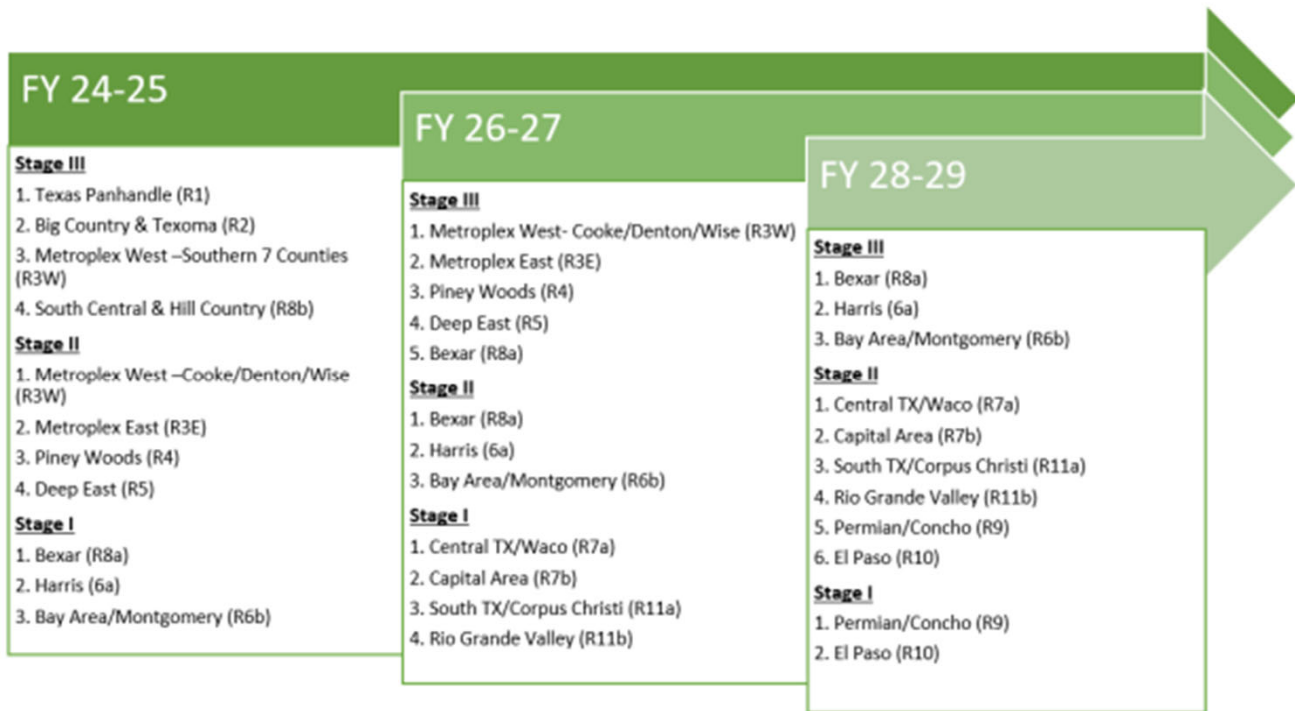 FY 24-25
Stage III
1. Texas Panhandle (R1)
2. Big Country & Texoma (R2)
3. Metroplex West –Southern 7 Counties
(R3W)
4. South Central & Hill Country (R8b)
Stage II
1. Metroplex West –Cooke/Denton/Wise
(R3W)
2. Metroplex East (R3E)
3. Piney Woods (R4)
4. Deep East (R5)
Stage I
1. Bexar (R8a)
2. Harris (6a)
3. Bay Area/Montgomery (R6b)
FY 26-27
Stage III
1. Metroplex West- Cooke/Denton/Wise (R3W)
2. Metroplex East (R3E)
3. Piney Woods (R4)
4. Deep East (R5)
5. Bexar (R8a)
Stage II
1. Bexar (R8a)
2. Harris (6a)
3. Bay Area/Montgomery (R6b)
Stage I
1. Central TX/Waco (R7a)
2. Capital Area (R7b)
3. South TX/Corpus Christi (R11a)
4. Rio Grande Valley (R11b)
FY 28-29
Stage III
1. Bexar (R8a)
2. Harris (6a)
3. Bay Area/Montgomery (R6b)
Stage II
1. Central TX/Waco (R7a)
2. Capital Area (R7b)
3. South TX/Corpus Christi (R11a)
4. Rio Grande Valley (R11b)
5. Permian/Concho (R9)
6. El Paso (R10)
Stage I
1. Permian/Concho (R9)
2. El Paso (R10)